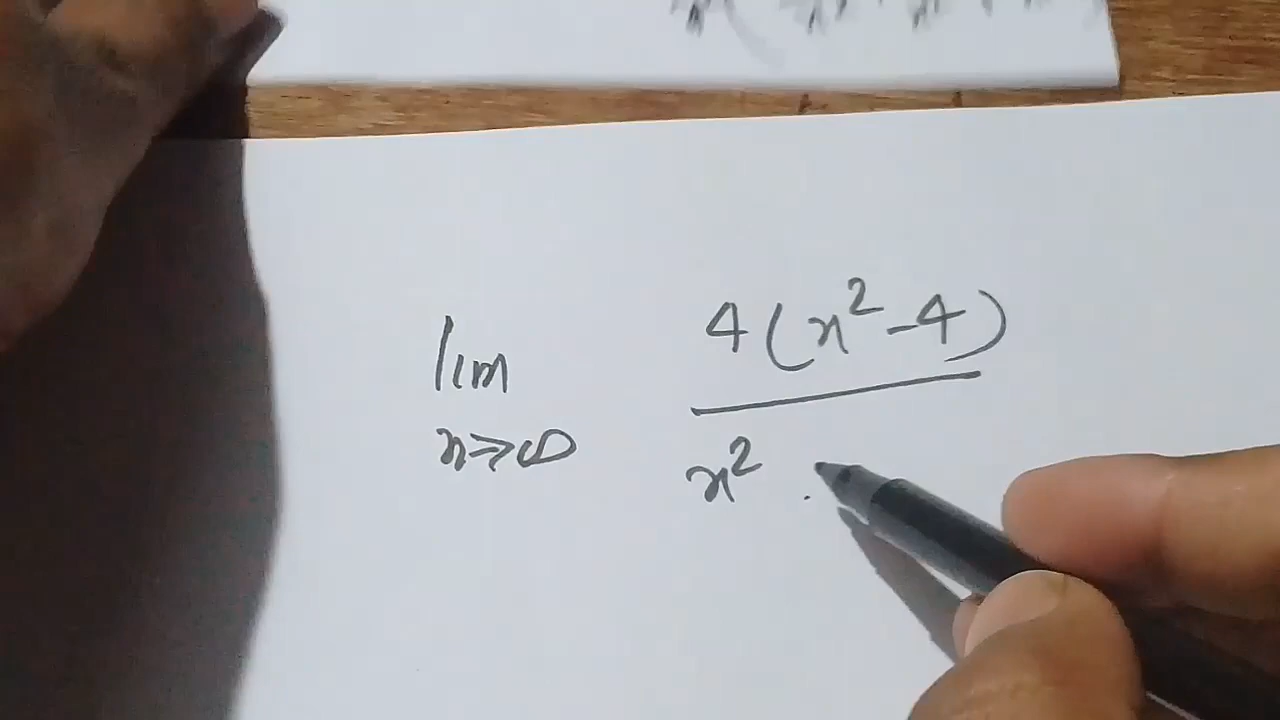 lim 4(x²-4)
x→∞ x²